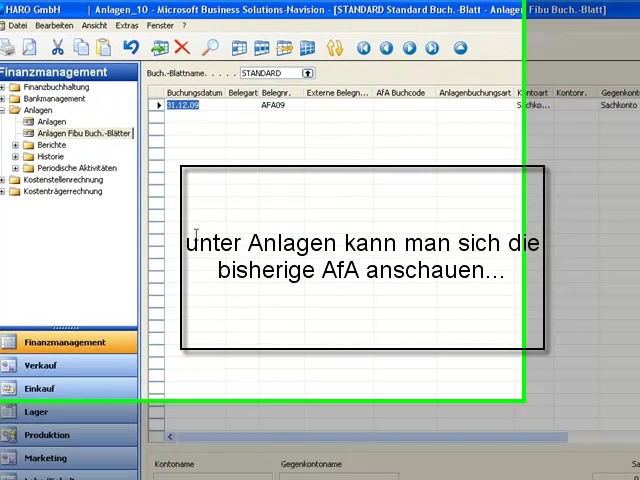 HARO GmbH | Anlagen_10 - Microsoft Business Solutions-Navision - [STANDARD Standard Buch.-Blatt - Anlagen Fibu Buch.-Blatt]
Datei Bearbeiten Ansicht Extras Fenster ?
Finanzmanagement
Finanzbuchhaltung
Bankmanagement
Anlagen
Anlagen
Anlagen Fibu Buch.-Blätter
Berichte
Historie
Periodische Aktivitäten
Kostenstellenrechnung
Kostenträgerrechnung
Buch.-Blattname. . . . . STANDARD
Buchungsdatum Belegart Belegnr. Externe Belegn... AfA Buchcode Anlagenbuchungsart Kontoart Kontonr. Gegenkonto
31.12.09 AFA09 Sachko... Sachkonto
unter Anlagen kann man sich die
bisherige AfA anschauen...
Finanzmanagement
Verkauf
Einkauf
Lager
Produktion
Marketing
Kontoname Gegenkontoname Sa